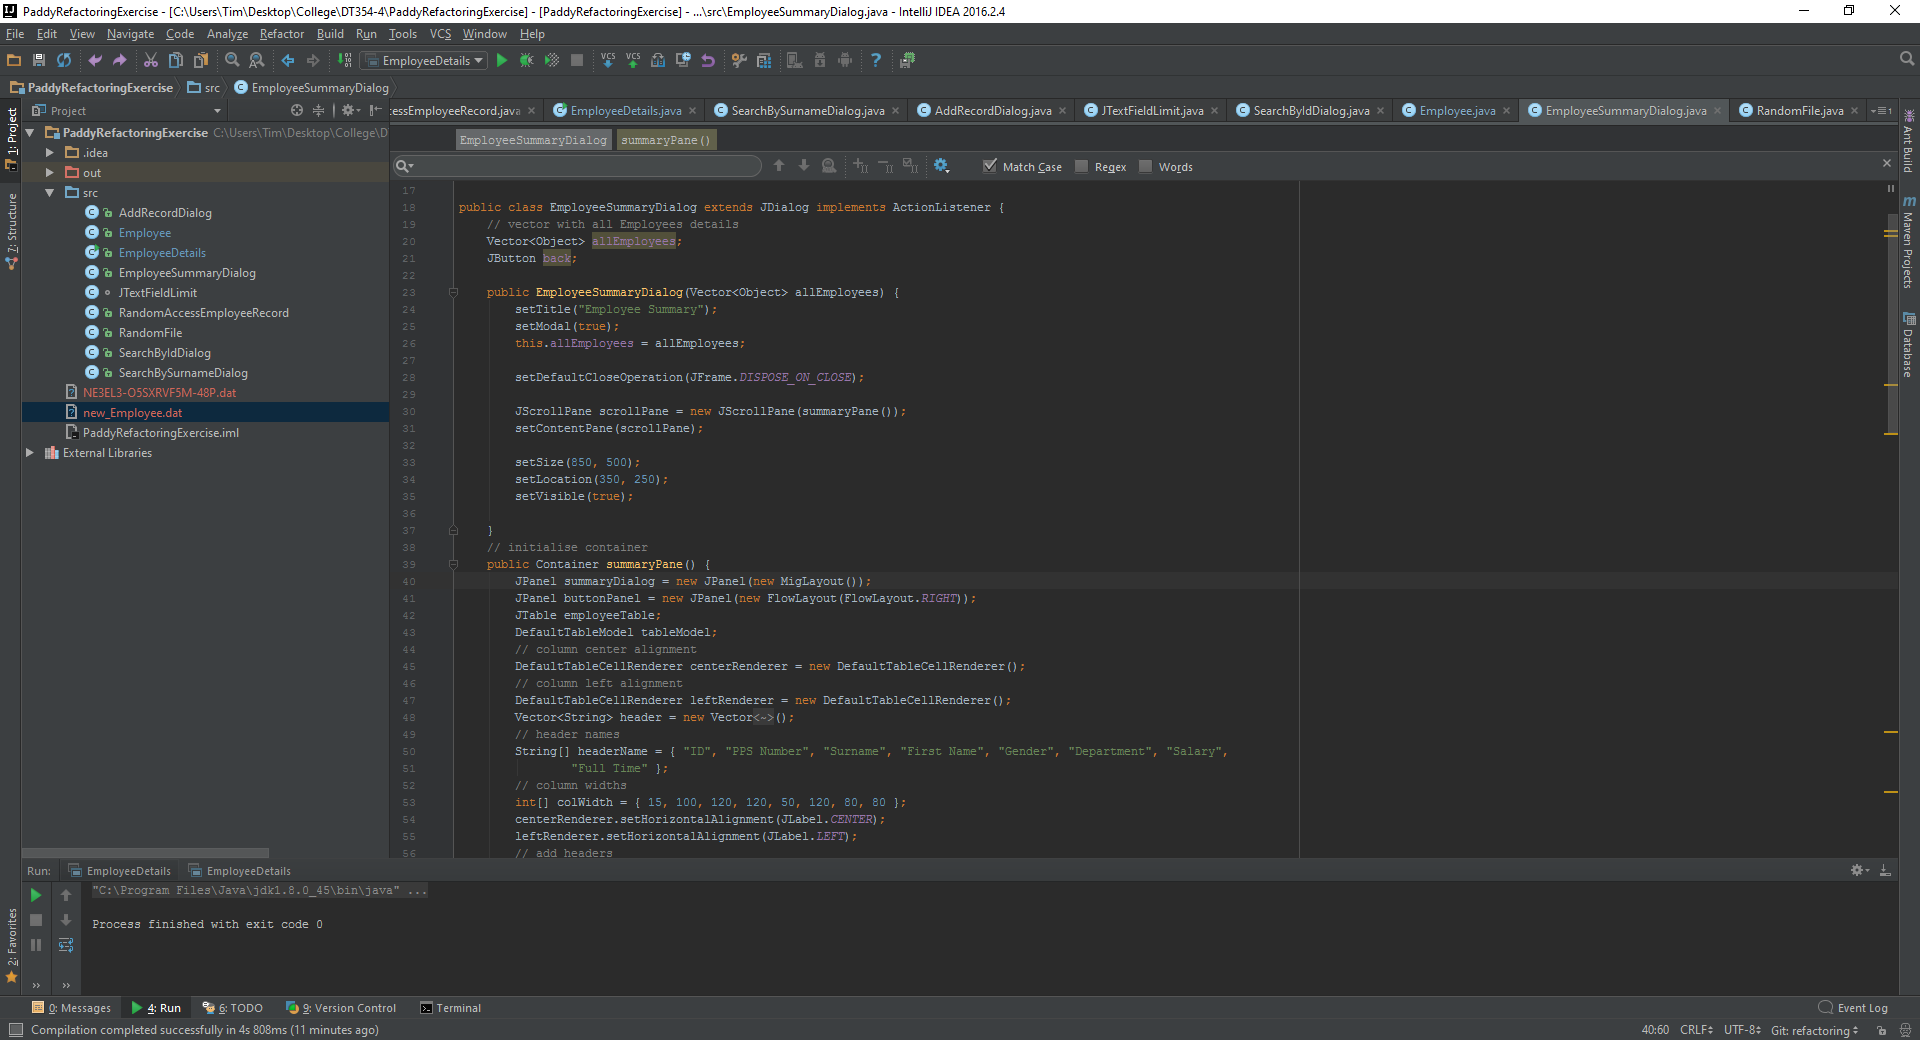 PaddyRefactoringExercise - [C:\Users\Tim\Desktop\College\DT354-4\PaddyRefactoringExercise] - [PaddyRefactoringExercise] - ...\src\EmployeeSummaryDialog.java - IntelliJ IDEA 2016.2.4
File Edit View Navigate Code Analyze Refactor Build Run Tools VCS Window Help
EmployeeDetails
PaddyRefactoringExercise src EmployeeSummaryDialog
Project
essEmployeeRecord.java EmployeeDetails.java SearchBySurnameDialog.java AddRecordDialog.java JTextFieldLimit.java SearchByIdDialog.java Employee.java EmployeeSummaryDialog.java RandomFile.java
1: Project
7: Structure
2: Favorites
PaddyRefactoringExercise C:\Users\Tim\Desktop\College\D
.idea
out
src
AddRecordDialog
Employee
EmployeeDetails
EmployeeSummaryDialog
JTextFieldLimit
RandomAccessEmployeeRecord
RandomFile
SearchByIdDialog
SearchBySurnameDialog
NE3EL3-O5SXRVF5M-48P.dat
new_Employee.dat
PaddyRefactoringExercise.iml
External Libraries
EmployeeSummaryDialog summaryPane()
Match Case Regex Words
17
18 public class EmployeeSummaryDialog extends JDialog implements ActionListener {
19 // vector with all Employees details
20 Vector<Object> allEmployees;
21 JButton back;
22
23 public EmployeeSummaryDialog(Vector<Object> allEmployees) {
24 setTitle("Employee Summary");
25 setModal(true);
26 this.allEmployees = allEmployees;
27
28 setDefaultCloseOperation(JFrame.DISPOSE_ON_CLOSE);
29
30 JScrollPane scrollPane = new JScrollPane(summaryPane());
31 setContentPane(scrollPane);
32
33 setSize(850, 500);
34 setLocation(350, 250);
35 setVisible(true);
36
37 }
38 // initialise container
39 public Container summaryPane() {
40 JPanel summaryDialog = new JPanel(new MigLayout());
41 JPanel buttonPanel = new JPanel(new FlowLayout(FlowLayout.RIGHT));
42 JTable employeeTable;
43 DefaultTableModel tableModel;
44 // column center alignment
45 DefaultTableCellRenderer centerRenderer = new DefaultTableCellRenderer();
46 // column left alignment
47 DefaultTableCellRenderer leftRenderer = new DefaultTableCellRenderer();
48 Vector<String> header = new Vector<~>();
49 // header names
50 String[] headerName = { "ID", "PPS Number", "Surname", "First Name", "Gender", "Department", "Salary",
51 "Full Time" };
52 // column widths
53 int[] colWidth = { 15, 100, 120, 120, 50, 120, 80, 80 };
54 centerRenderer.setHorizontalAlignment(JLabel.CENTER);
55 leftRenderer.setHorizontalAlignment(JLabel.LEFT);
56 // add headers
Ant Build
Maven Projects
Database
Run: EmployeeDetails EmployeeDetails
"C:\Program Files\Java\jdk1.8.0_45\bin\java" ...
Process finished with exit code 0
0: Messages 4: Run 6: TODO 9: Version Control Terminal Event Log
Compilation completed successfully in 4s 808ms (11 minutes ago) 40:60 CRLF UTF-8 Git: refactoring